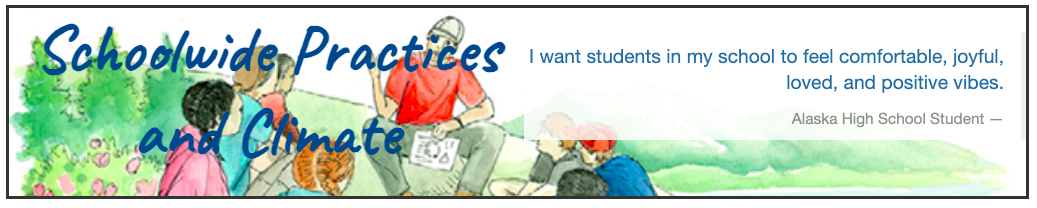 Schoolwide Practices
and Climate
I want students in my school to feel comfortable, joyful,
loved, and positive vibes.
Alaska High School Student —